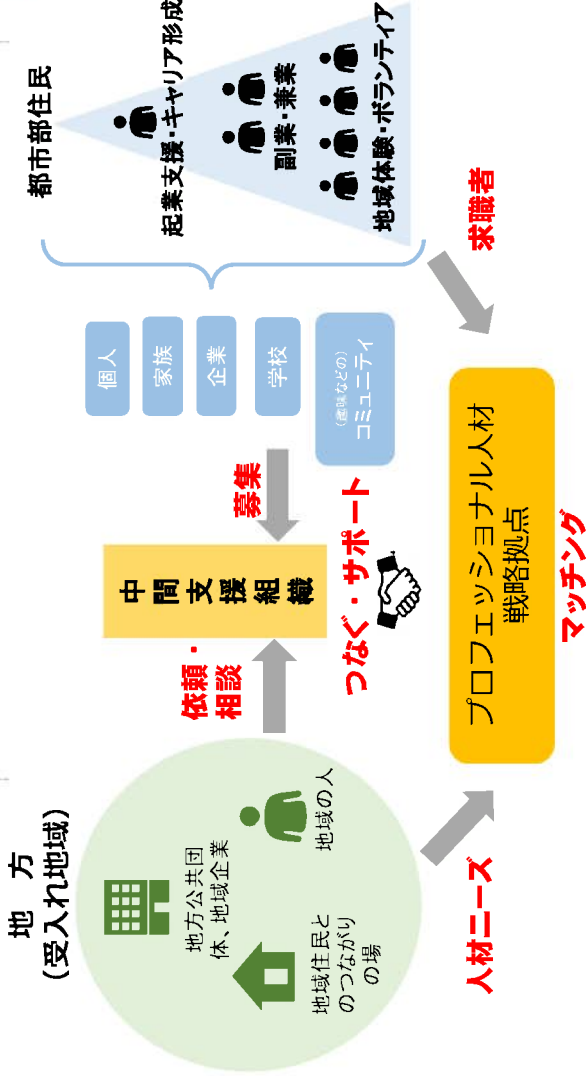 地　方
(受入れ地域)
地方公共団
体、地域企業
地域の人
地域住民と
のつながり
の場
依頼・
相談
中間支援組織
つなぐ・サポート
募集
個人
家族
企業
学校
(趣味などの)
コミュニティ
都市部住民
起業支援・キャリア形成
副業・兼業
地域体験・ボランティア
人材ニーズ
求職者
プロフェッショナル人材
戦略拠点
マッチング